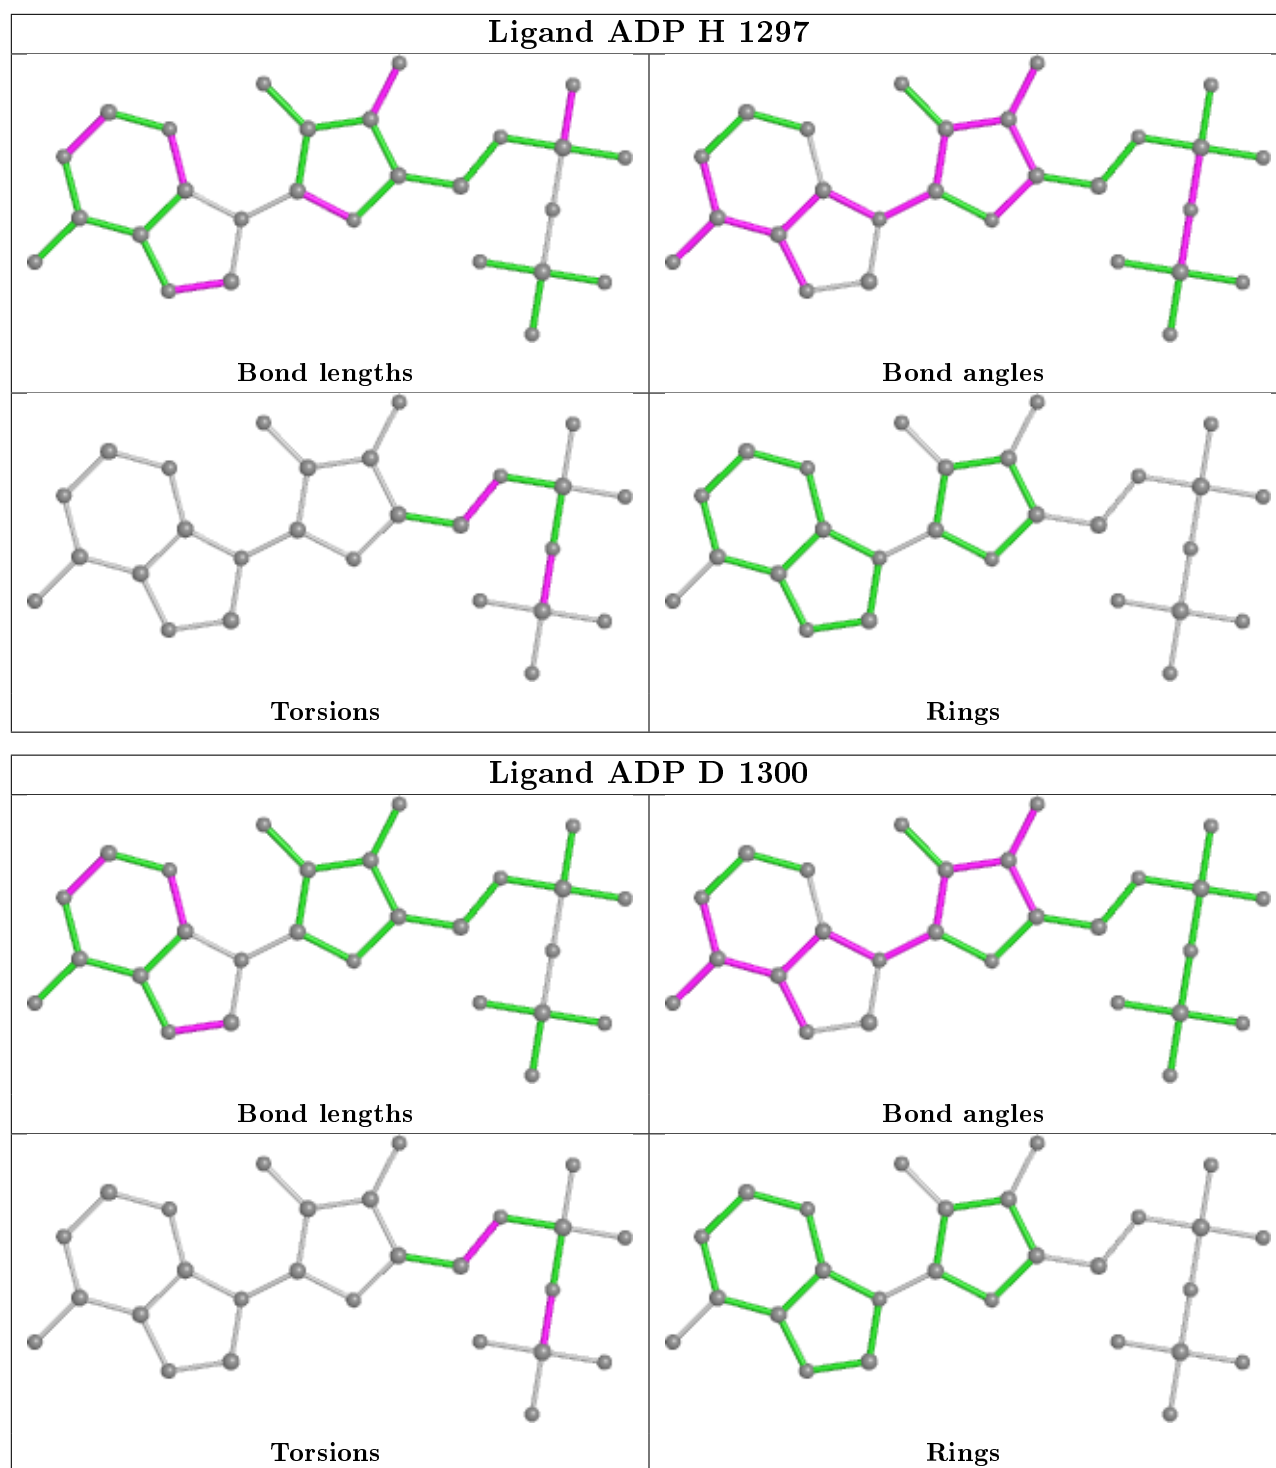 Ligand ADP H 1297
Bond lengths
Bond angles
Torsions
Rings
Ligand ADP D 1300
Bond lengths
Bond angles
Torsions
Rings